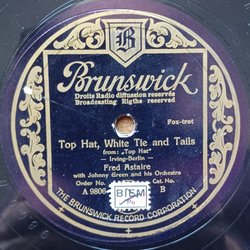 B
Brunswick
Droits Radio diffusion reservés
Broadcasting Rigths reserved
Fox-trot
Top Hat, White Tie and Tails
from: „Top Hat"
— Irving-Berlin —
Fred Astaire
with Johnny Green and his Orchestra
Order No. Cat. No.
A 9806 BIEM B
THE BRUNSWICK RECORD CORPORATION